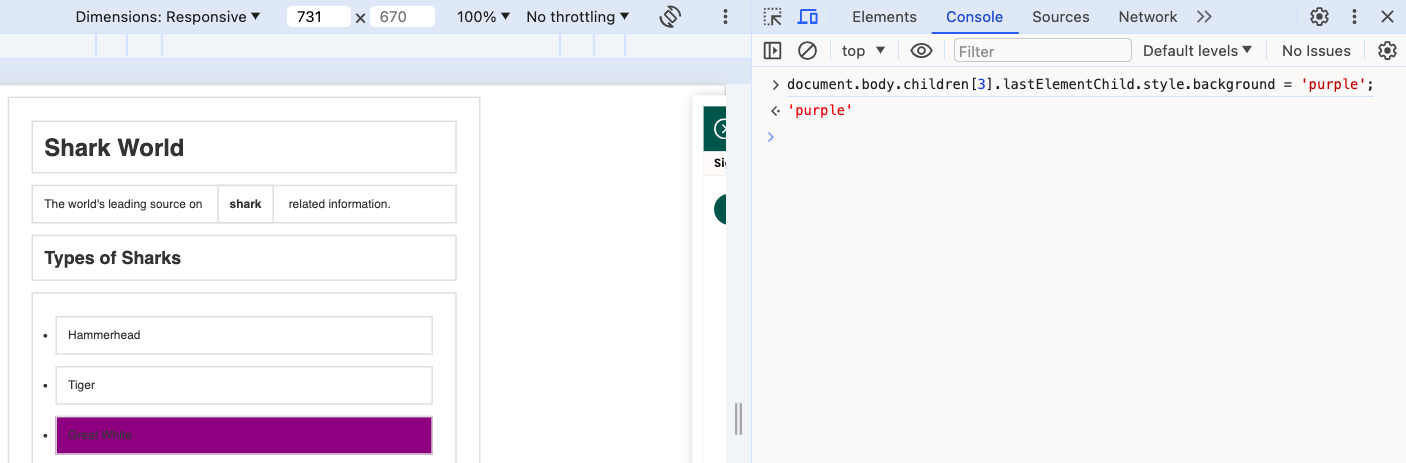 Dimensions: Responsive ▼ 731 x 670 100% ▼ No throttling ▼
Elements Console Sources Network
top ▼ Filter Default levels ▼ No Issues
document.body.children[3].lastElementChild.style.background = 'purple';
'purple'
Shark World
The world's leading source on shark related information.
Types of Sharks
Hammerhead
Tiger
Great White